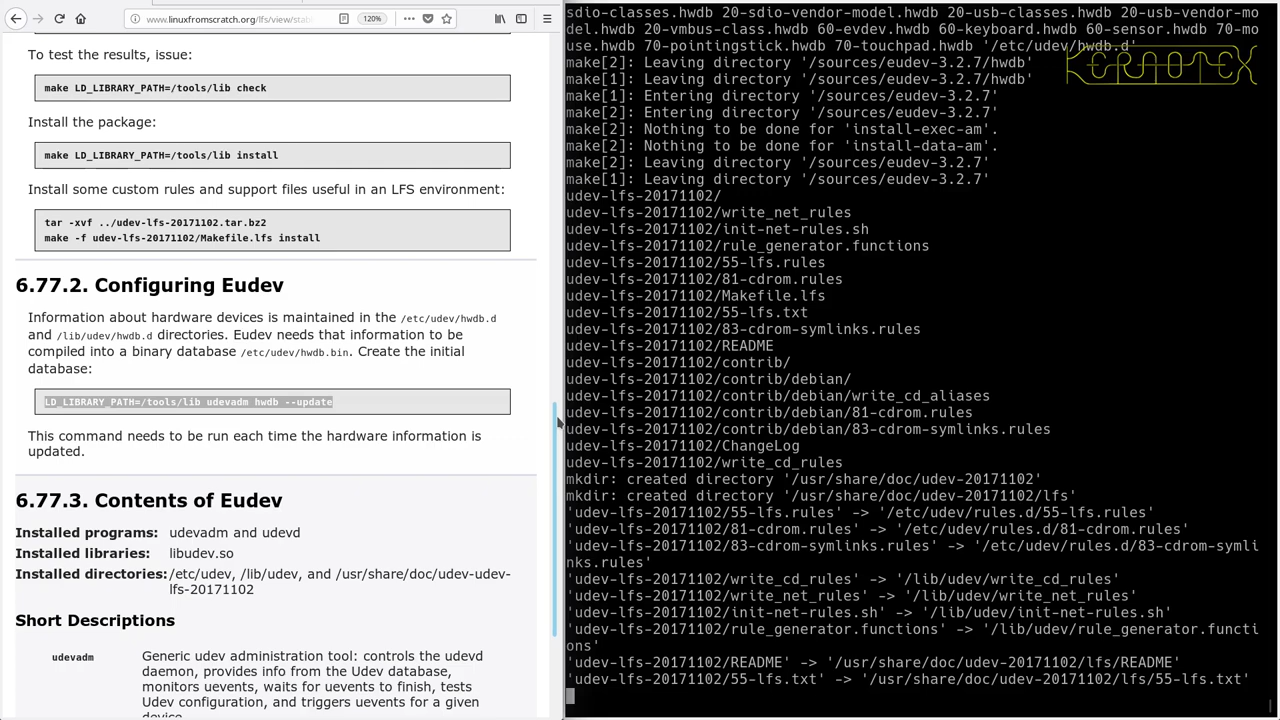 www.linuxfromscratch.org/lfs/view/stabl
120%
To test the results, issue:
make LD_LIBRARY_PATH=/tools/lib check
Install the package:
make LD_LIBRARY_PATH=/tools/lib install
Install some custom rules and support files useful in an LFS environment:
tar -xvf ../udev-lfs-20171102.tar.bz2
make -f udev-lfs-20171102/Makefile.lfs install
6.77.2. Configuring Eudev
Information about hardware devices is maintained in the /etc/udev/hwdb.d
and /lib/udev/hwdb.d directories. Eudev needs that information to be
compiled into a binary database /etc/udev/hwdb.bin. Create the initial
database:
LD_LIBRARY_PATH=/tools/lib udevadm hwdb --update
This command needs to be run each time the hardware information is
updated.
6.77.3. Contents of Eudev
Installed programs: udevadm and udevd
Installed libraries: libudev.so
Installed directories: /etc/udev, /lib/udev, and /usr/share/doc/udev-udev-
lfs-20171102
Short Descriptions
udevadm Generic udev administration tool: controls the udevd
daemon, provides info from the Udev database,
monitors uevents, waits for uevents to finish, tests
Udev configuration, and triggers uevents for a given
device
sdio-classes.hwdb 20-sdio-vendor-model.hwdb 20-usb-classes.hwdb 20-usb-vendor-mo
del.hwdb 20-vmbus-class.hwdb 60-evdev.hwdb 60-keyboard.hwdb 60-sensor.hwdb 70-mo
use.hwdb 70-pointingstick.hwdb 70-touchpad.hwdb '/etc/udev/hwdb.d'
make[2]: Leaving directory '/sources/eudev-3.2.7/hwdb'
make[1]: Leaving directory '/sources/eudev-3.2.7/hwdb'
make[1]: Entering directory '/sources/eudev-3.2.7'
make[2]: Entering directory '/sources/eudev-3.2.7'
make[2]: Nothing to be done for 'install-exec-am'.
make[2]: Nothing to be done for 'install-data-am'.
make[2]: Leaving directory '/sources/eudev-3.2.7'
make[1]: Leaving directory '/sources/eudev-3.2.7'
udev-lfs-20171102/
udev-lfs-20171102/write_net_rules
udev-lfs-20171102/init-net-rules.sh
udev-lfs-20171102/rule_generator.functions
udev-lfs-20171102/55-lfs.rules
udev-lfs-20171102/81-cdrom.rules
udev-lfs-20171102/Makefile.lfs
udev-lfs-20171102/55-lfs.txt
udev-lfs-20171102/83-cdrom-symlinks.rules
udev-lfs-20171102/README
udev-lfs-20171102/contrib/
udev-lfs-20171102/contrib/debian/
udev-lfs-20171102/contrib/debian/write_cd_aliases
udev-lfs-20171102/contrib/debian/81-cdrom.rules
udev-lfs-20171102/contrib/debian/83-cdrom-symlinks.rules
udev-lfs-20171102/ChangeLog
udev-lfs-20171102/write_cd_rules
mkdir: created directory '/usr/share/doc/udev-20171102'
mkdir: created directory '/usr/share/doc/udev-20171102/lfs'
'udev-lfs-20171102/55-lfs.rules' -> '/etc/udev/rules.d/55-lfs.rules'
'udev-lfs-20171102/81-cdrom.rules' -> '/etc/udev/rules.d/81-cdrom.rules'
'udev-lfs-20171102/83-cdrom-symlinks.rules' -> '/etc/udev/rules.d/83-cdrom-symli
nks.rules'
'udev-lfs-20171102/write_cd_rules' -> '/lib/udev/write_cd_rules'
'udev-lfs-20171102/write_net_rules' -> '/lib/udev/write_net_rules'
'udev-lfs-20171102/init-net-rules.sh' -> '/lib/udev/init-net-rules.sh'
'udev-lfs-20171102/rule_generator.functions' -> '/lib/udev/rule_generator.functi
ons'
'udev-lfs-20171102/README' -> '/usr/share/doc/udev-20171102/lfs/README'
'udev-lfs-20171102/55-lfs.txt' -> '/usr/share/doc/udev-20171102/lfs/55-lfs.txt'